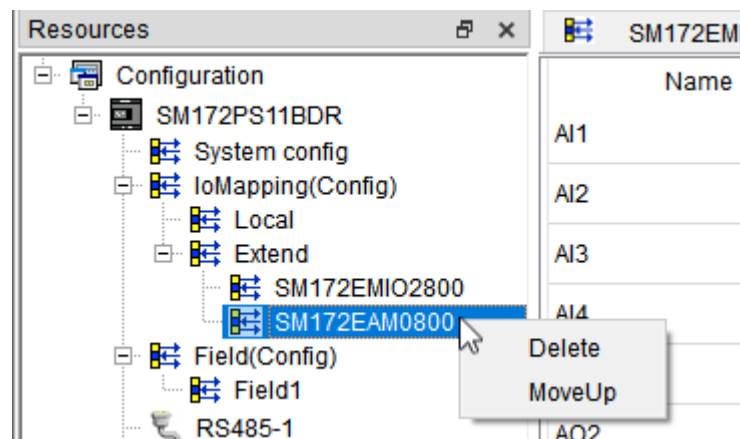 Resources
SM172EMI
Configuration
Name
SM172PS11BDR
AI1
System config
IoMapping(Config)
AI2
Local
Extend
AI3
SM172EMIO2800
SM172EAM0800
AI4
Delete
Field(Config)
Field1
MoveUp
RS485-1
AO2